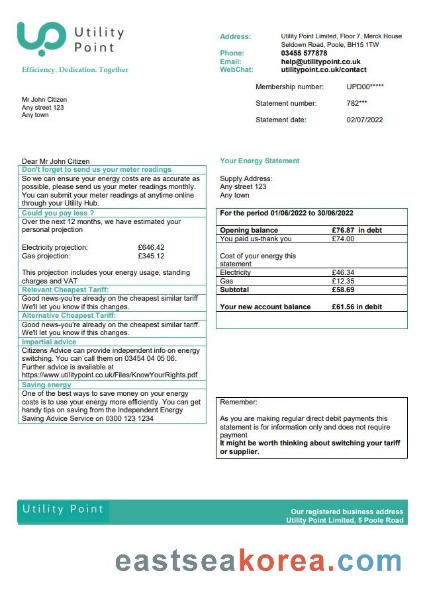 Utility
Point
Efficiency. Dedication. Together
Address: Utility Point Limited, Floor 7, Merck House
Seldown Road, Poole, BH15 1TW
Phone: 03455 577878
Email: help@utilitypoint.co.uk
WebChat: utilitypoint.co.uk/contact
Membership number: UPD00*****
Statement number: 782***
Statement date: 02/07/2022
Mr John Citizen
Any street 123
Any town
Dear Mr John Citizen
Don't forget to send us your meter readings
So we can ensure your energy costs are as accurate as
possible, please send us your meter readings monthly.
You can submit your meter readings at anytime online
through your Utility Hub.
Could you pay less ?
Over the next 12 months, we have estimated your
personal projection
Electricity projection: £646.42
Gas projection: £345.12
This projection includes your energy usage, standing
charges and VAT
Relevant Cheapest Tariff:
Good news-you're already on the cheapest similar tariff
We'll let you know if this changes.
Alternative Cheapest Tariff:
Good news-you're already on the cheapest similar tariff
We'll let you know if this changes.
Impartial advice
Citizens Advice can provide independent info on energy
switching. You can call them on 03454 04 05 06.
Further advice is available at
https://www.utilitypoint.co.uk/Files/KnowYourRights.pdf
Saving energy
One of the best ways to save money on your energy
costs is to use your energy more efficiently. You can get
handy tips on saving from the Independent Energy
Saving Advice Service on 0300 123 1234
Your Energy Statement
Supply Address:
Any street 123
Any town
For the period 01/06/2022 to 30/06/2022
Opening balance £76.87 in debt
You paid us-thank you £74.00
Cost of your energy this
statement
Electricity £46.34
Gas £12.35
Subtotal £58.69
Your new account balance £61.56 in debit
Remember:
As you are making regular direct debit payments this
statement is for information only and does not require
payment
It might be worth thinking about switching your tariff
or supplier.
Utility Point
Our registered business address
Utility Point Limited, 5 Poole Road
eastseakorea.com